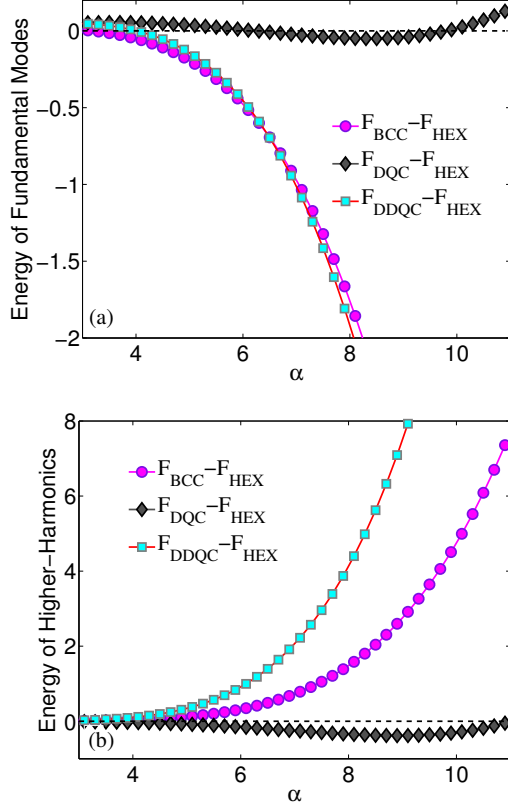 Energy of Fundamental Modes
0
−0.5
−1
−1.5
−2
F_BCC−F_HEX
F_DQC−F_HEX
F_DDQC−F_HEX
(a)
4 6 8 10
α
Energy of Higher−Harmonics
8
6
4
2
0
F_BCC−F_HEX
F_DQC−F_HEX
F_DDQC−F_HEX
(b)
4 6 8 10
α